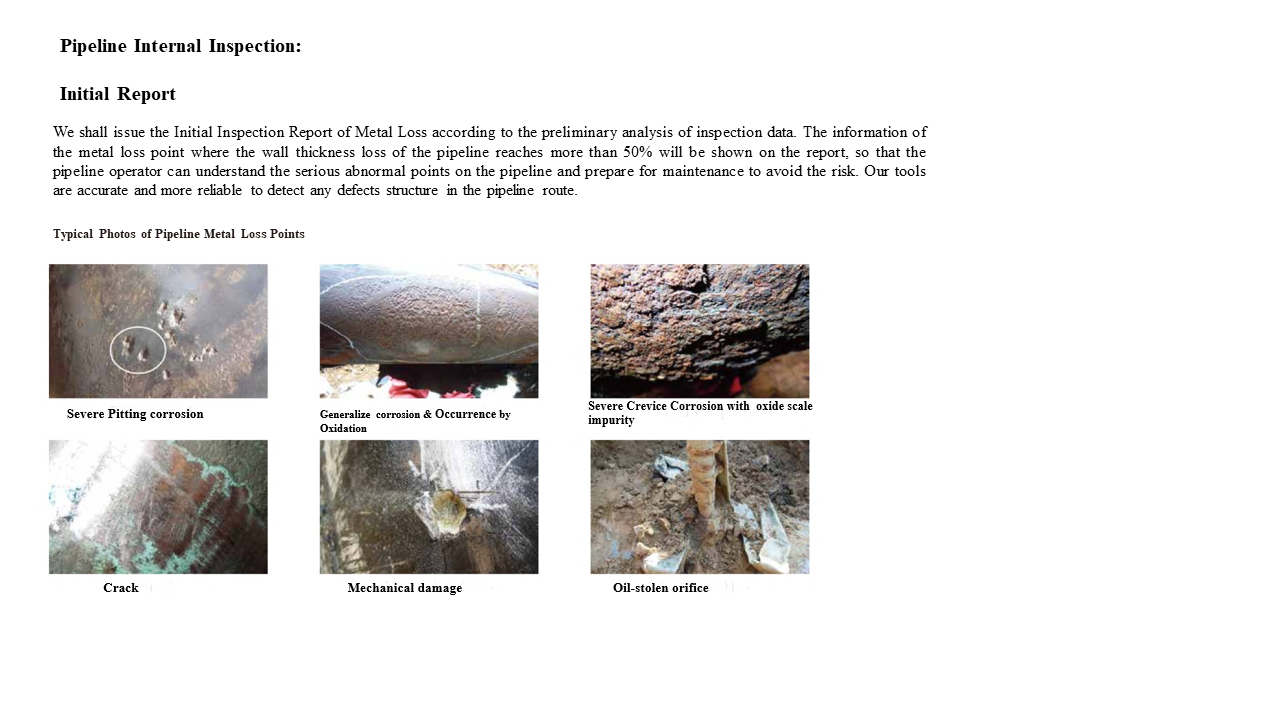 Pipeline Internal Inspection:
Initial Report
We shall issue the Initial Inspection Report of Metal Loss according to the preliminary analysis of inspection data. The information of
the metal loss point where the wall thickness loss of the pipeline reaches more than 50% will be shown on the report, so that the
pipeline operator can understand the serious abnormal points on the pipeline and prepare for maintenance to avoid the risk. Our tools
are accurate and more reliable to detect any defects structure in the pipeline route.
Typical Photos of Pipeline Metal Loss Points
Severe Pitting corrosion
Generalize corrosion & Occurrence by
Oxidation
Severe Crevice Corrosion with oxide scale
impurity
Crack
Mechanical damage
Oil-stolen orifice